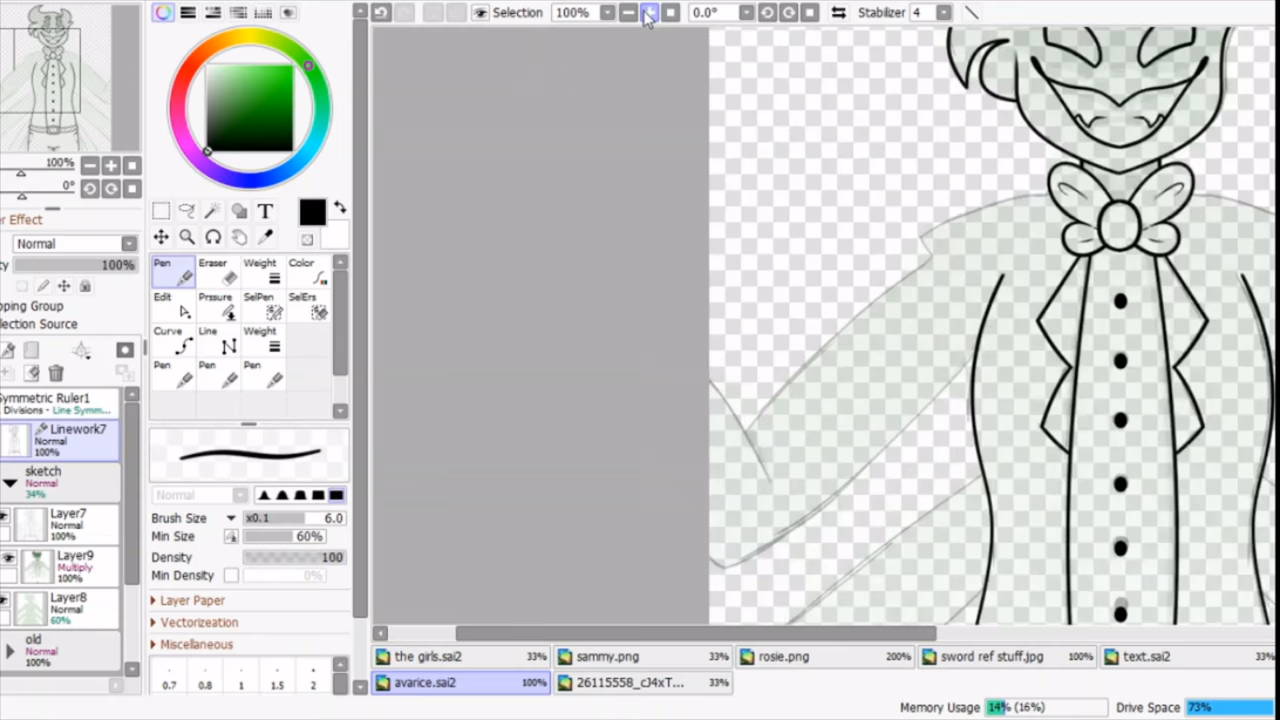 Selection 100% 0.0° Stabilizer 4
100%
0°
er Effect
Normal
ty 100%
pping Group
election Source
Symmetric Ruler1
Divisions - Line Symm...
Linework7
Normal
100%
sketch
Normal
34%
Layer7
Normal
100%
Layer9
Multiply
100%
Layer8
Normal
60%
old
Normal
100%
T
Pen Eraser Weight Color
Edit Prssure SelPen SelErs
Curve Line Weight
Pen Pen Pen
Normal
Brush Size x0.1 6.0
Min Size 60%
Density 100
Min Density 0%
Layer Paper
Vectorization
Miscellaneous
0.7 0.8 1 1.5 2
the girls.sai2 33% sammy.png 33% rosie.png 200% sword ref stuff.jpg 100% text.sai2 33%
avarice.sai2 100% 26115558_cJ4xT... 33%
Memory Usage 14% (16%) Drive Space 73%